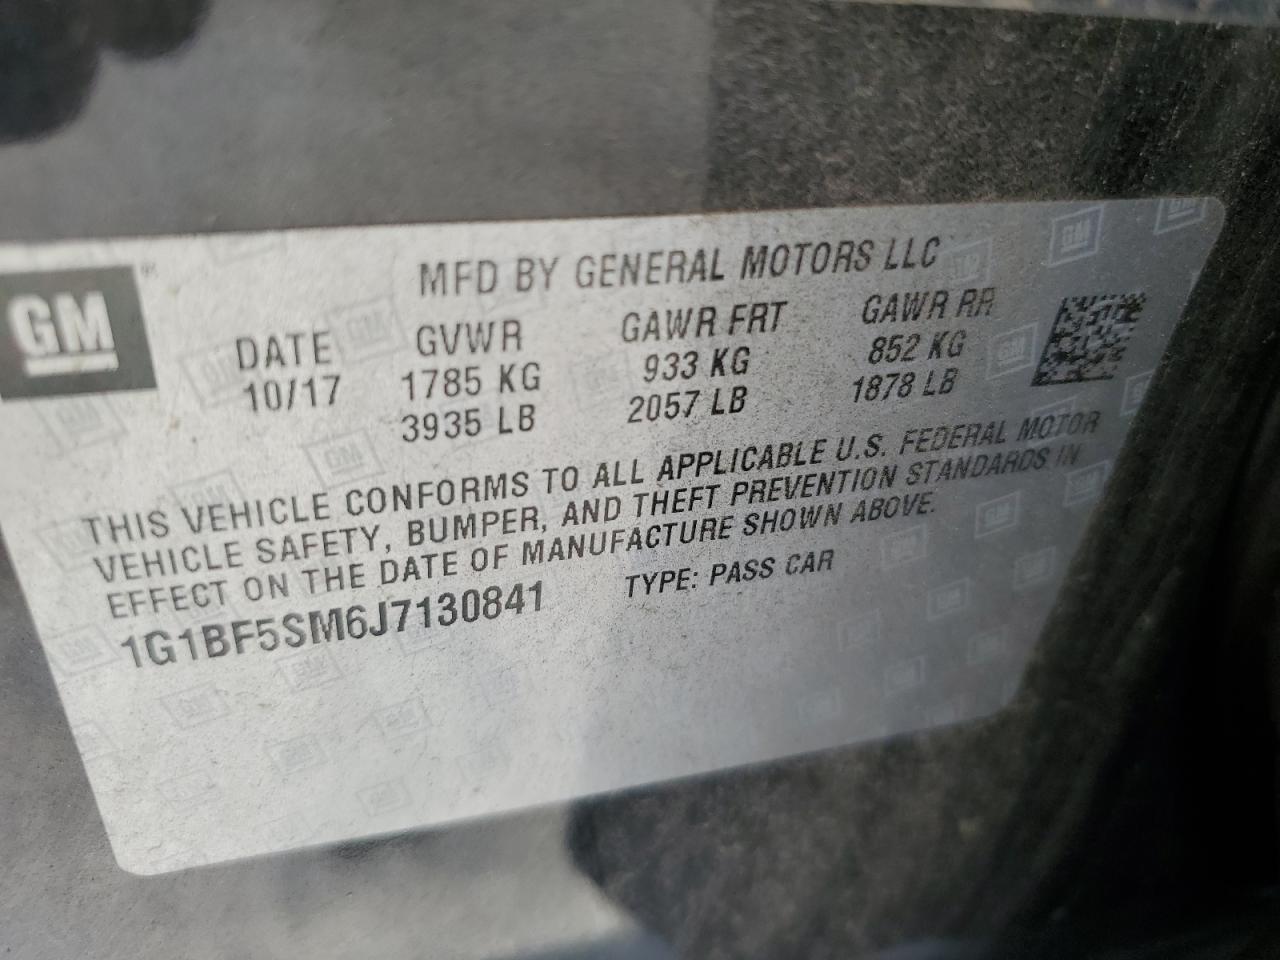 GM
MFD BY GENERAL MOTORS LLC
DATE GVWR GAWR FRT GAWR RR
10/17 1785 KG 933 KG 852 KG
3935 LB 2057 LB 1878 LB
THIS VEHICLE CONFORMS TO ALL APPLICABLE U.S. FEDERAL MOTOR
VEHICLE SAFETY, BUMPER, AND THEFT PREVENTION STANDARDS IN
EFFECT ON THE DATE OF MANUFACTURE SHOWN ABOVE.
1G1BF5SM6J7130841 TYPE: PASS CAR